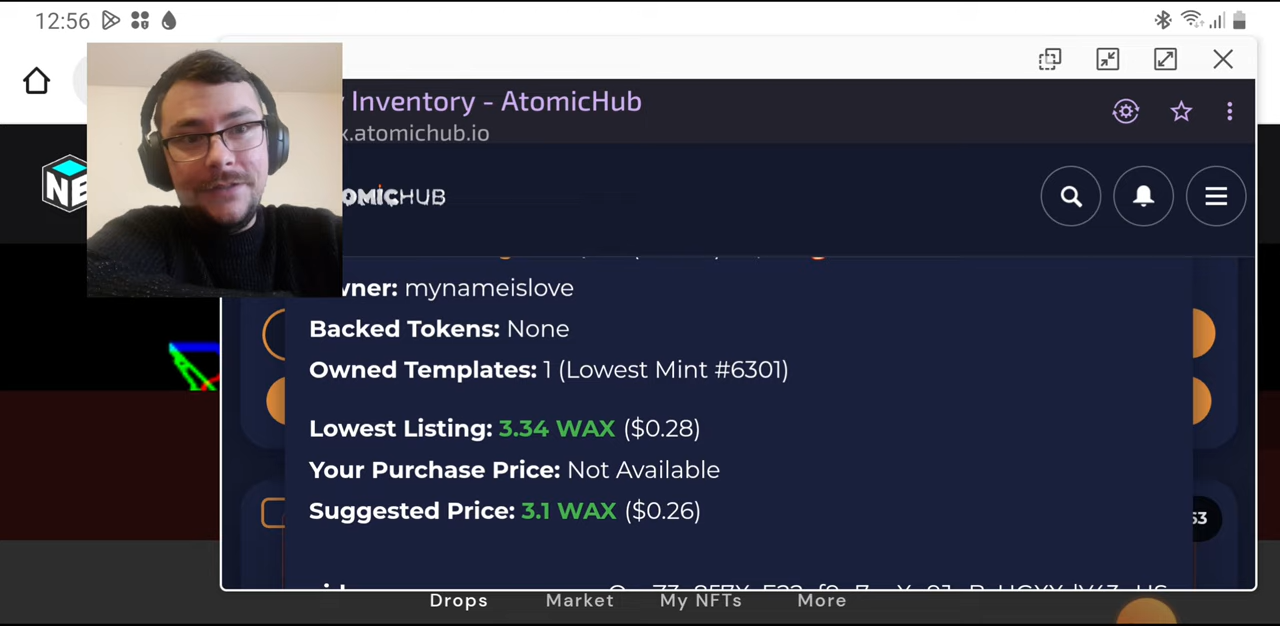 12:56
Inventory - AtomicHub
x.atomichub.io
NE
OMICHUB
wner: mynameislove
Backed Tokens: None
Owned Templates: 1 (Lowest Mint #6301)
Lowest Listing: 3.34 WAX ($0.28)
Your Purchase Price: Not Available
Suggested Price: 3.1 WAX ($0.26)
53
Drops Market My NFTs More